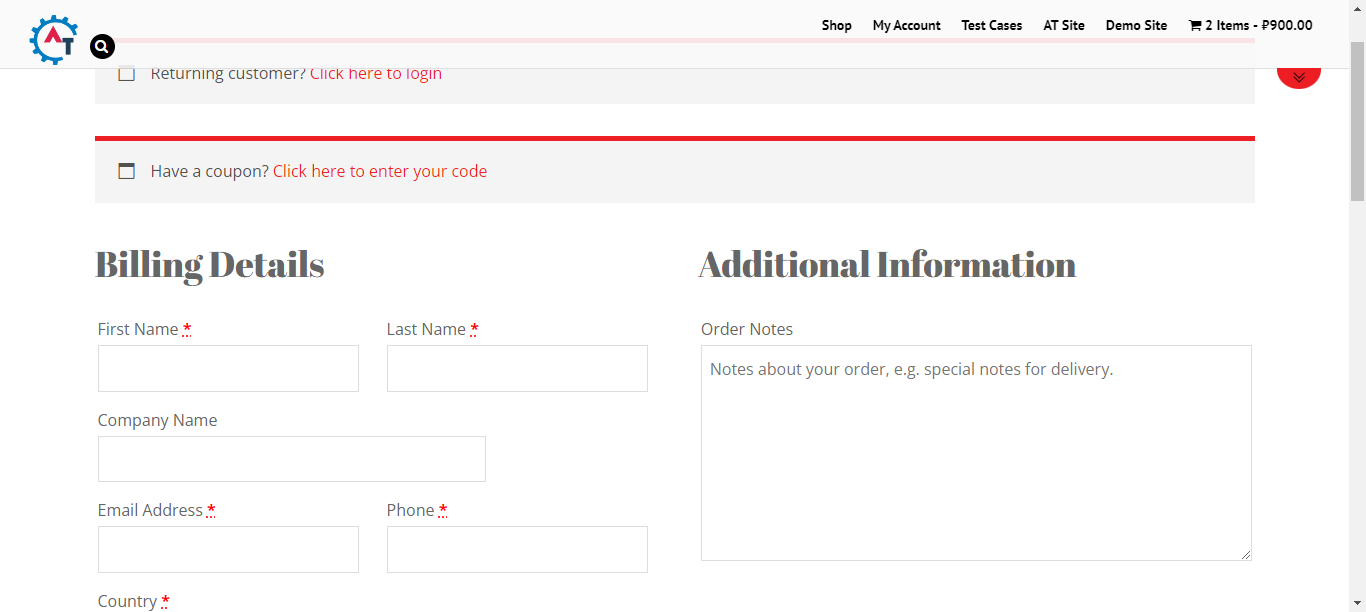 AT
Shop My Account Test Cases AT Site Demo Site 2 Items - ₽900.00
Returning customer? Click here to login
Have a coupon? Click here to enter your code
Billing Details
Additional Information
First Name *
Last Name *
Order Notes
Notes about your order, e.g. special notes for delivery.
Company Name
Email Address *
Phone *
Country *